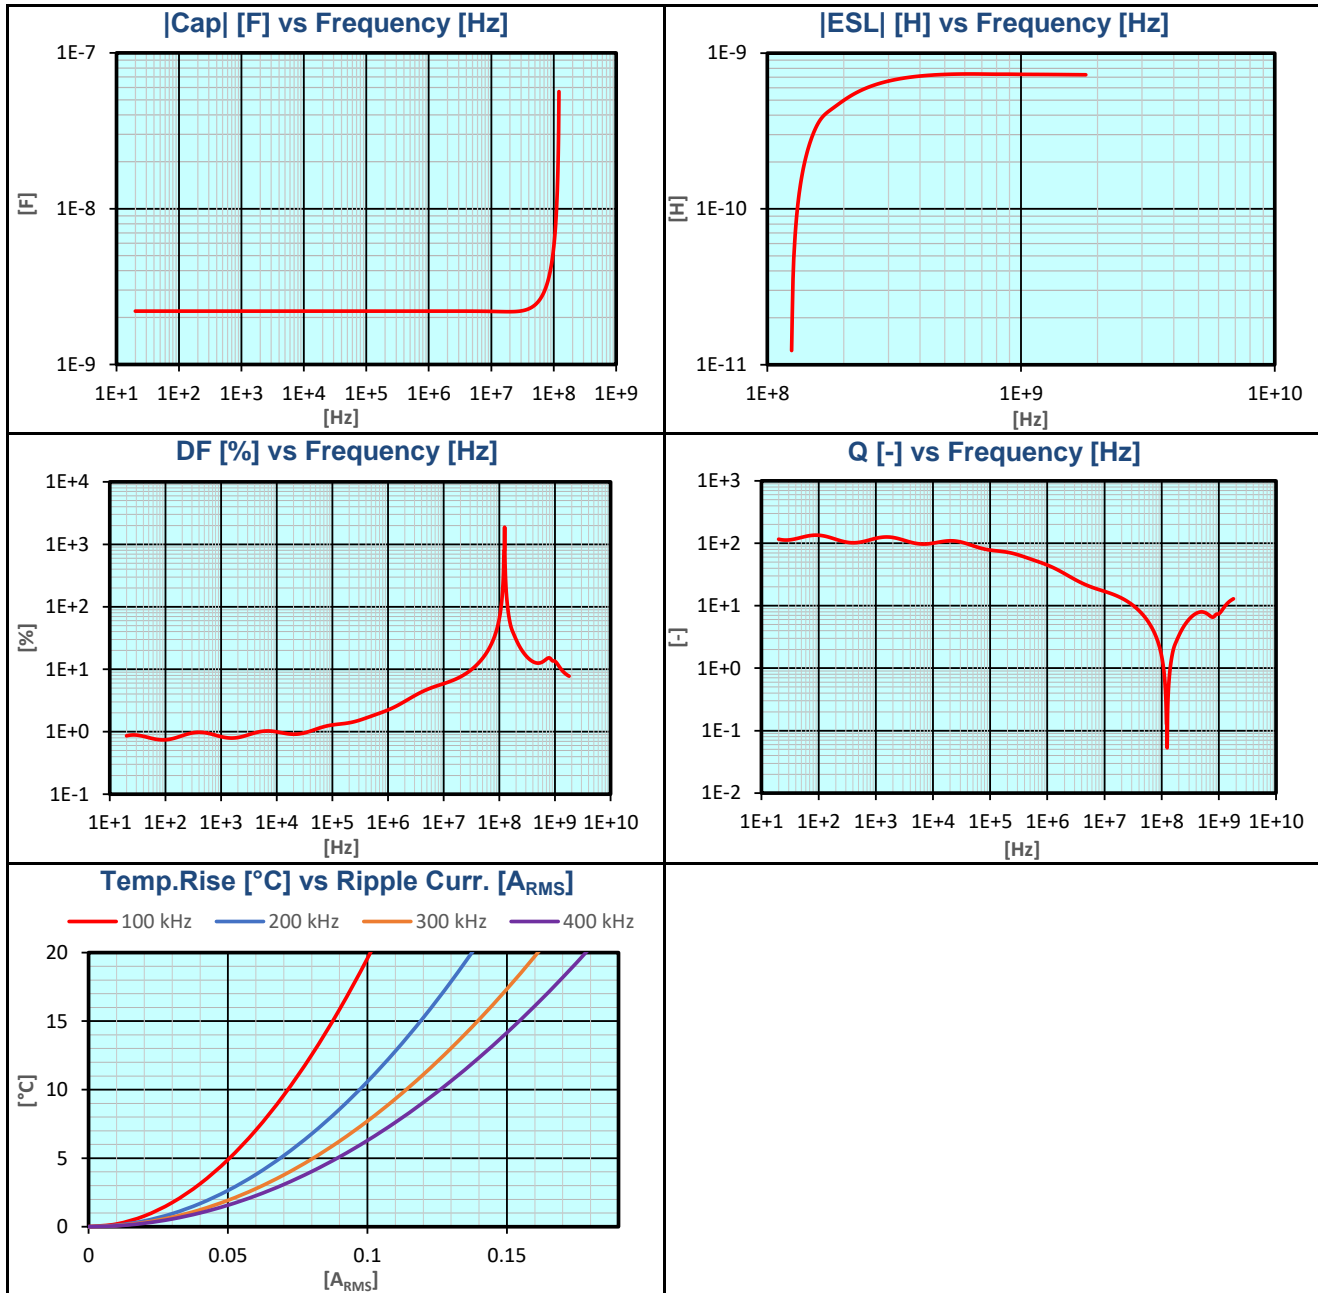 |Cap| [F] vs Frequency [Hz]
1E-7
1E-8
1E-9
[F]
1E+1 1E+2 1E+3 1E+4 1E+5 1E+6 1E+7 1E+8 1E+9
[Hz]
|ESL| [H] vs Frequency [Hz]
1E-9
1E-10
1E-11
[H]
1E+8 1E+9 1E+10
[Hz]
DF [%] vs Frequency [Hz]
1E+4
1E+3
1E+2
1E+1
1E+0
1E-1
[%]
1E+1 1E+2 1E+3 1E+4 1E+5 1E+6 1E+7 1E+8 1E+9 1E+10
[Hz]
Q [-] vs Frequency [Hz]
1E+3
1E+2
1E+1
1E+0
1E-1
1E-2
[-]
1E+1 1E+2 1E+3 1E+4 1E+5 1E+6 1E+7 1E+8 1E+9 1E+10
[Hz]
Temp.Rise [°C] vs Ripple Curr. [ARMS]
100 kHz 200 kHz 300 kHz 400 kHz
20
15
10
5
0
[°C]
0 0.05 0.1 0.15
[ARMS]